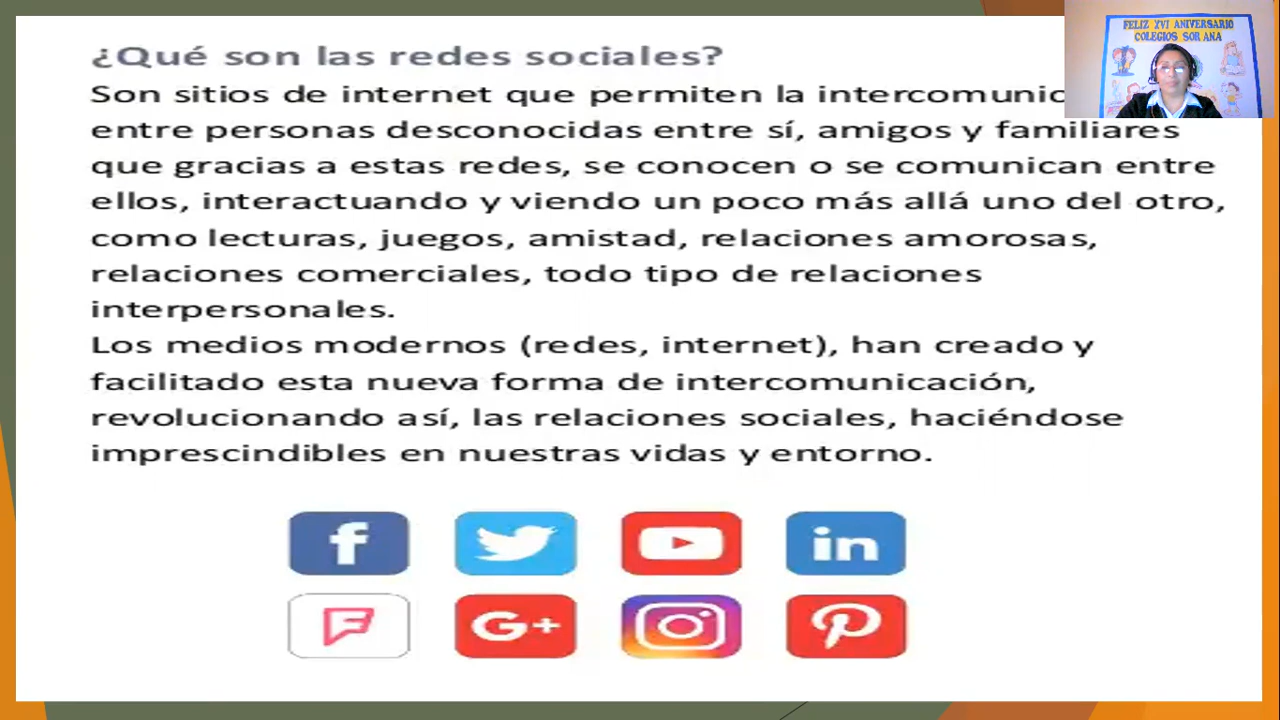 ¿Qué son las redes sociales?
Son sitios de internet que permiten la
entre personas desconocidas entre sí, amigos y familiares
que gracias a estas redes, se conocen o se comunican entre
ellos, interactuando y viendo un poco más allá uno del otro,
como lecturas, juegos, amistad, relaciones amorosas,
relaciones comerciales, todo tipo de relaciones
interpersonales.
Los medios modernos (redes, internet), han creado y
facilitado esta nueva forma de intercomunicación,
revolucionando así, las relaciones sociales, haciéndose
imprescindibles en nuestras vidas y entorno.
FELIZ XVI ANIVERSARIO
COLEGIOS SOR ANA
f
in
F
G+